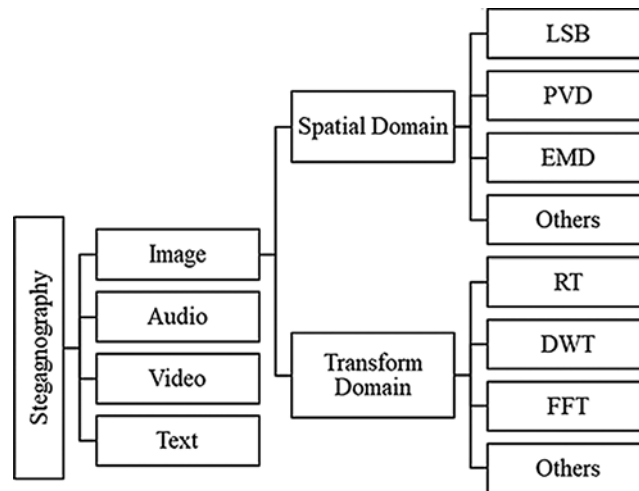 Stegagnography
Image
Audio
Video
Text
Spatial Domain
Transform
Domain
LSB
PVD
EMD
Others
RT
DWT
FFT
Others